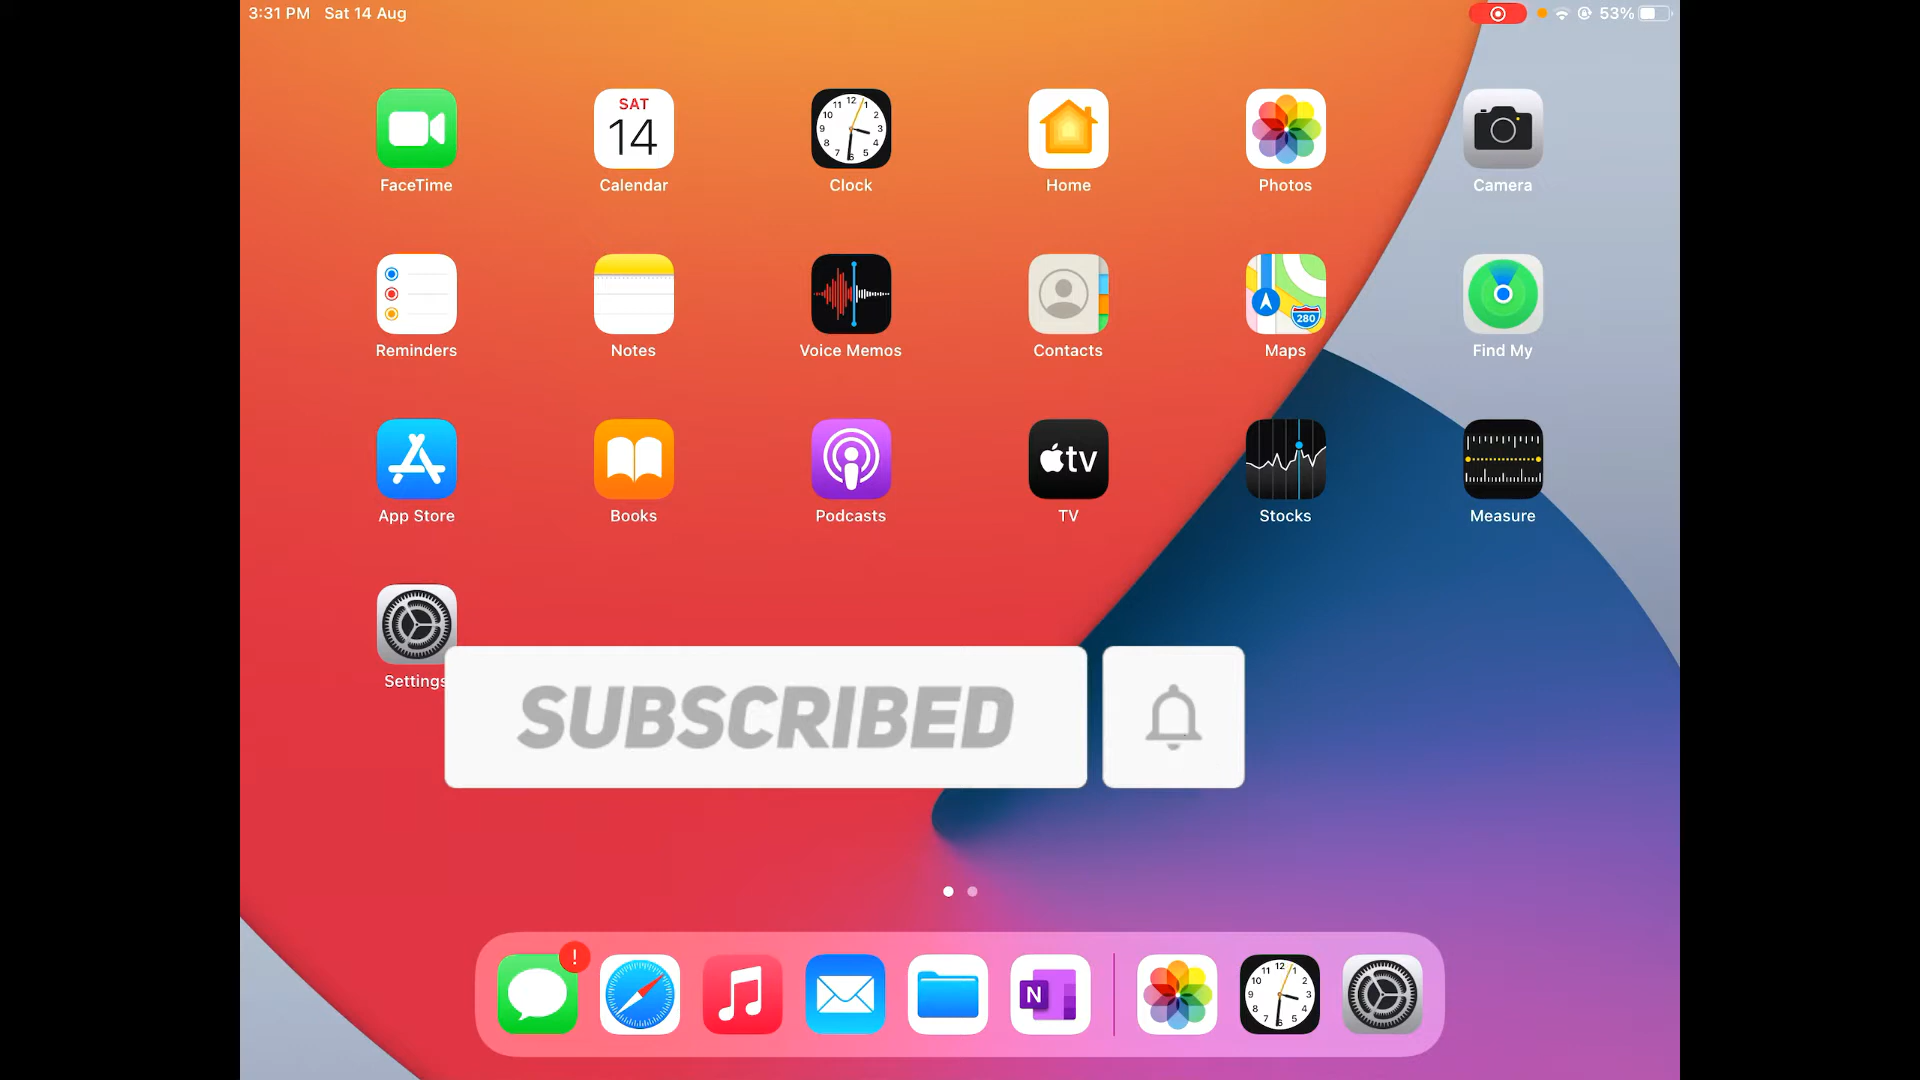 3:31 PM Sat 14 Aug 53%
SAT
14
FaceTime Calendar Clock Home Photos Camera
280
Reminders Notes Voice Memos Contacts Maps Find My
tv
App Store Books Podcasts TV Stocks Measure
Settings
SUBSCRIBED
!
N